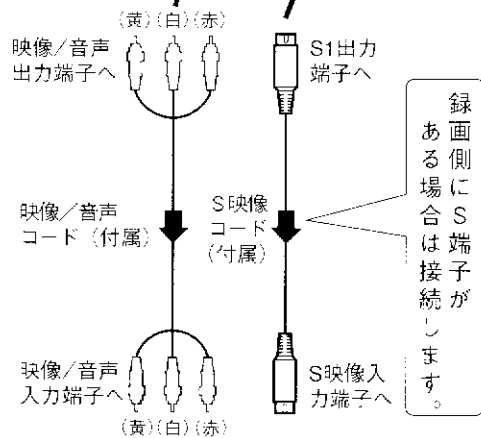 (黄)(白)(赤)
映像/音声
出力端子へ
S1出力
端子へ
映像/音声
コード(付属)
S映像
コード
(付属)
録画側にS端子が
ある場合は接続します。
映像/音声
入力端子へ
(黄)(白)(赤)
S映像入
力端子へ